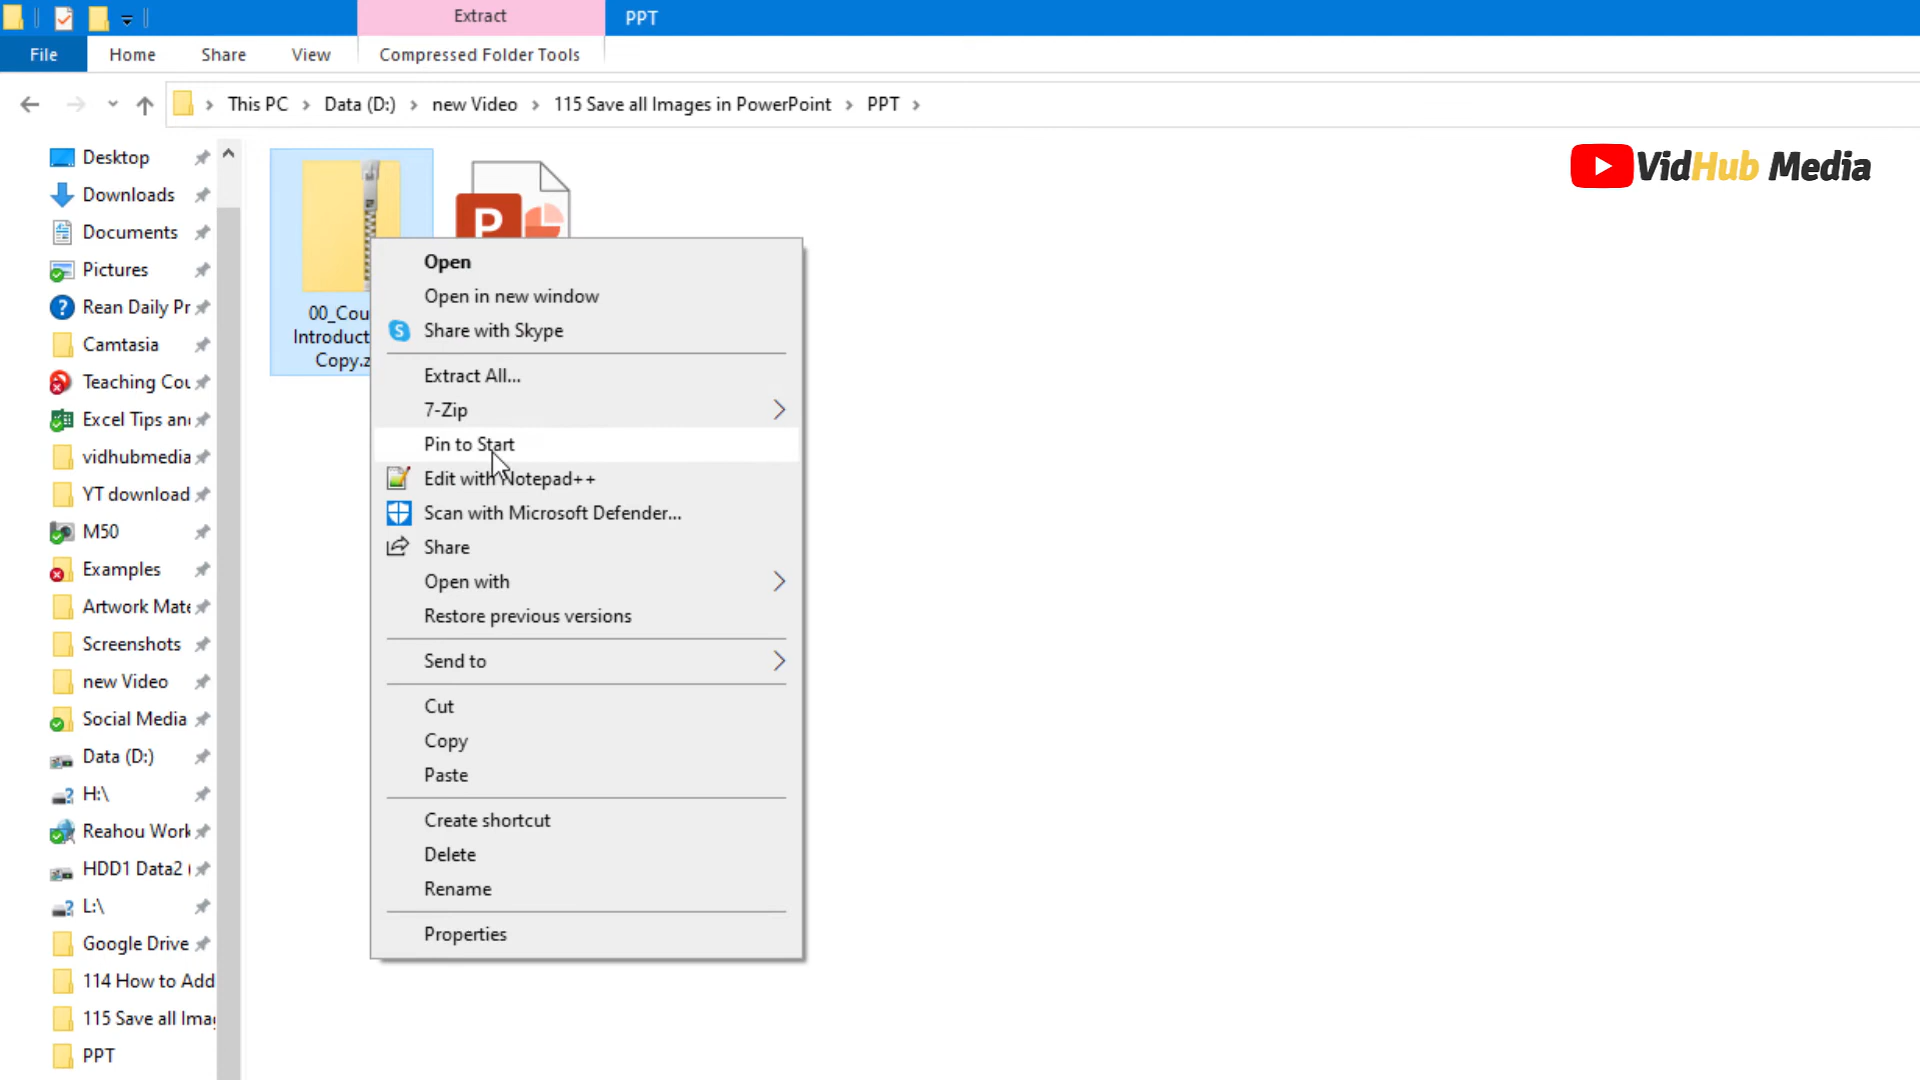 Extract
PPT
File
Home
Share
View
Compressed Folder Tools
This PC
Data (D:)
new Video
115 Save all Images in PowerPoint
PPT
VidHub Media
Desktop
Downloads
Documents
Pictures
Rean Daily Pr
Camtasia
Teaching Cou
Excel Tips and
vidhubmedia
YT download
M50
Examples
Artwork Mate
Screenshots
new Video
Social Media
Data (D:)
H:\
Reahou Work
HDD1 Data2 (
L:\
Google Drive
114 How to Add
115 Save all Imag
PPT
00_Cou
Introduct
Copy.z
P
Open
Open in new window
Share with Skype
Extract All...
7-Zip
Pin to Start
Edit with Notepad++
Scan with Microsoft Defender...
Share
Open with
Restore previous versions
Send to
Cut
Copy
Paste
Create shortcut
Delete
Rename
Properties